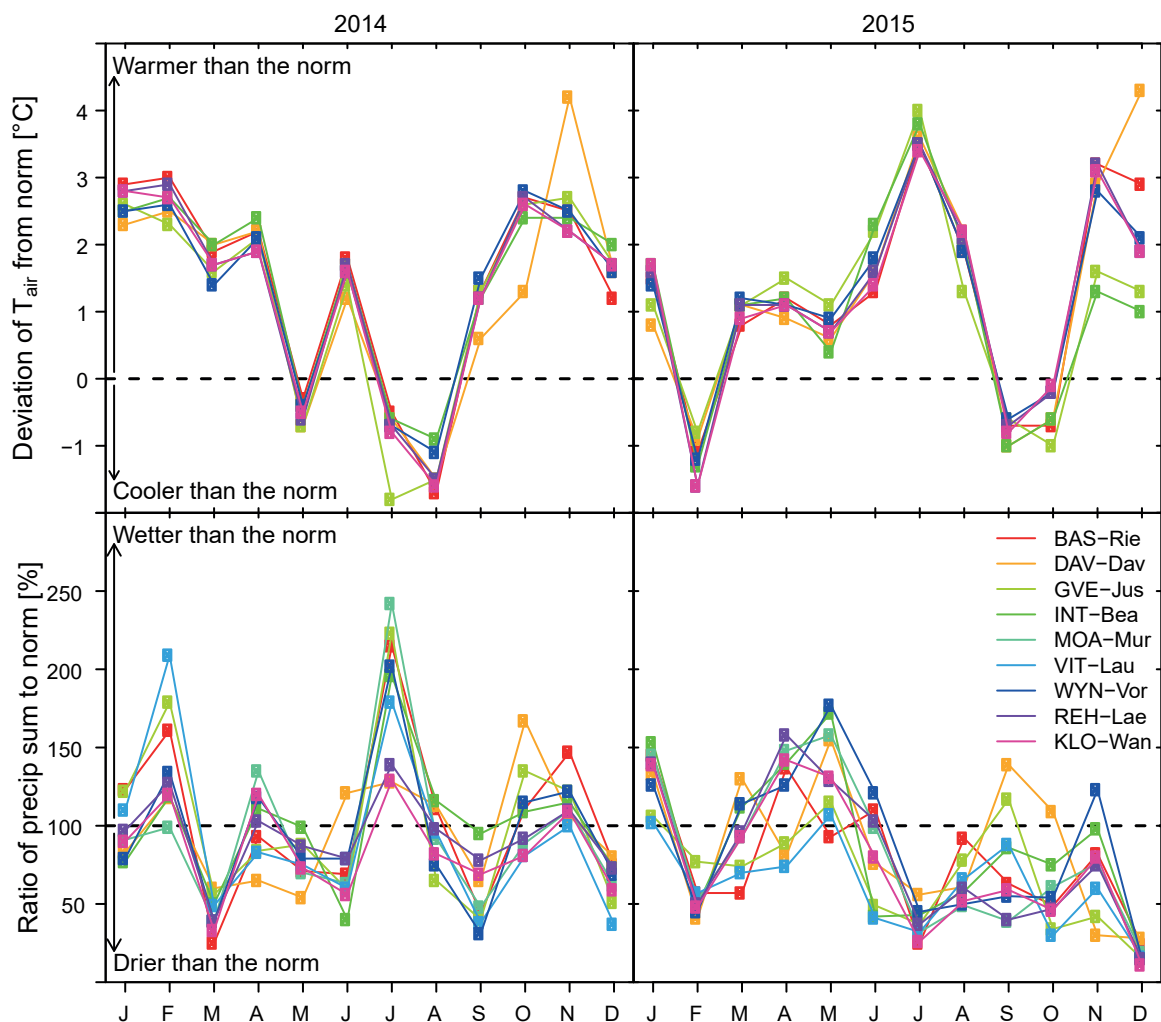 2014 2015
Warmer than the norm
Deviation of Tair from norm [°C]
4
3
2
1
0
−1
Cooler than the norm
Wetter than the norm
Ratio of precip sum to norm [%]
250
200
150
100
50
Drier than the norm
BAS−Rie
DAV−Dav
GVE−Jus
INT−Bea
MOA−Mur
VIT−Lau
WYN−Vor
REH−Lae
KLO−Wan
J F M A M J J A S O N D J F M A M J J A S O N D